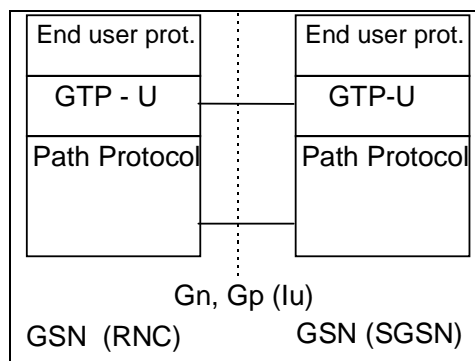 End user prot. End user prot.
GTP - U GTP-U
Path Protocol Path Protocol
Gn, Gp (Iu)
GSN (RNC) GSN (SGSN)